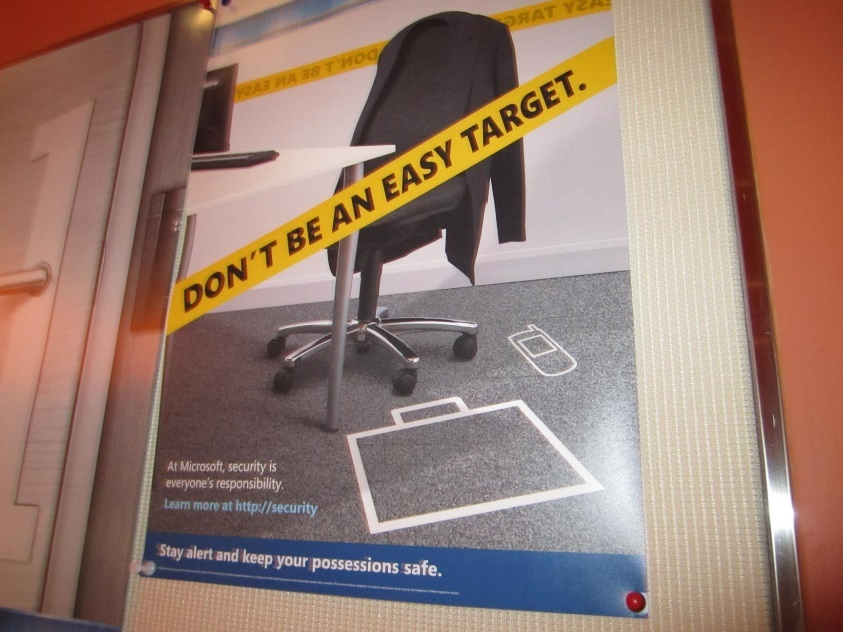 EASY TARGET
DON'T BE AN EASY
DON'T BE AN EASY TARGET.
At Microsoft, security is
everyone's responsibility.
Learn more at http://security
Stay alert and keep your possessions safe.